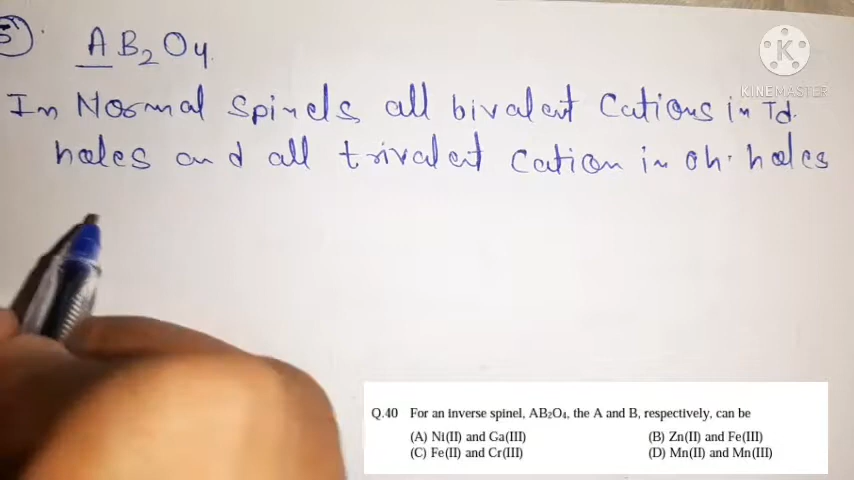 5).
AB₂O₄.
KINEMASTER
In Normal spinels, all bivalent Cations in Td.
holes and all trivalent Cation in oh. holes
Q.40 For an inverse spinel, AB₂O₄, the A and B, respectively, can be
(A) Ni(II) and Ga(III) (B) Zn(II) and Fe(III)
(C) Fe(II) and Cr(III) (D) Mn(II) and Mn(III)